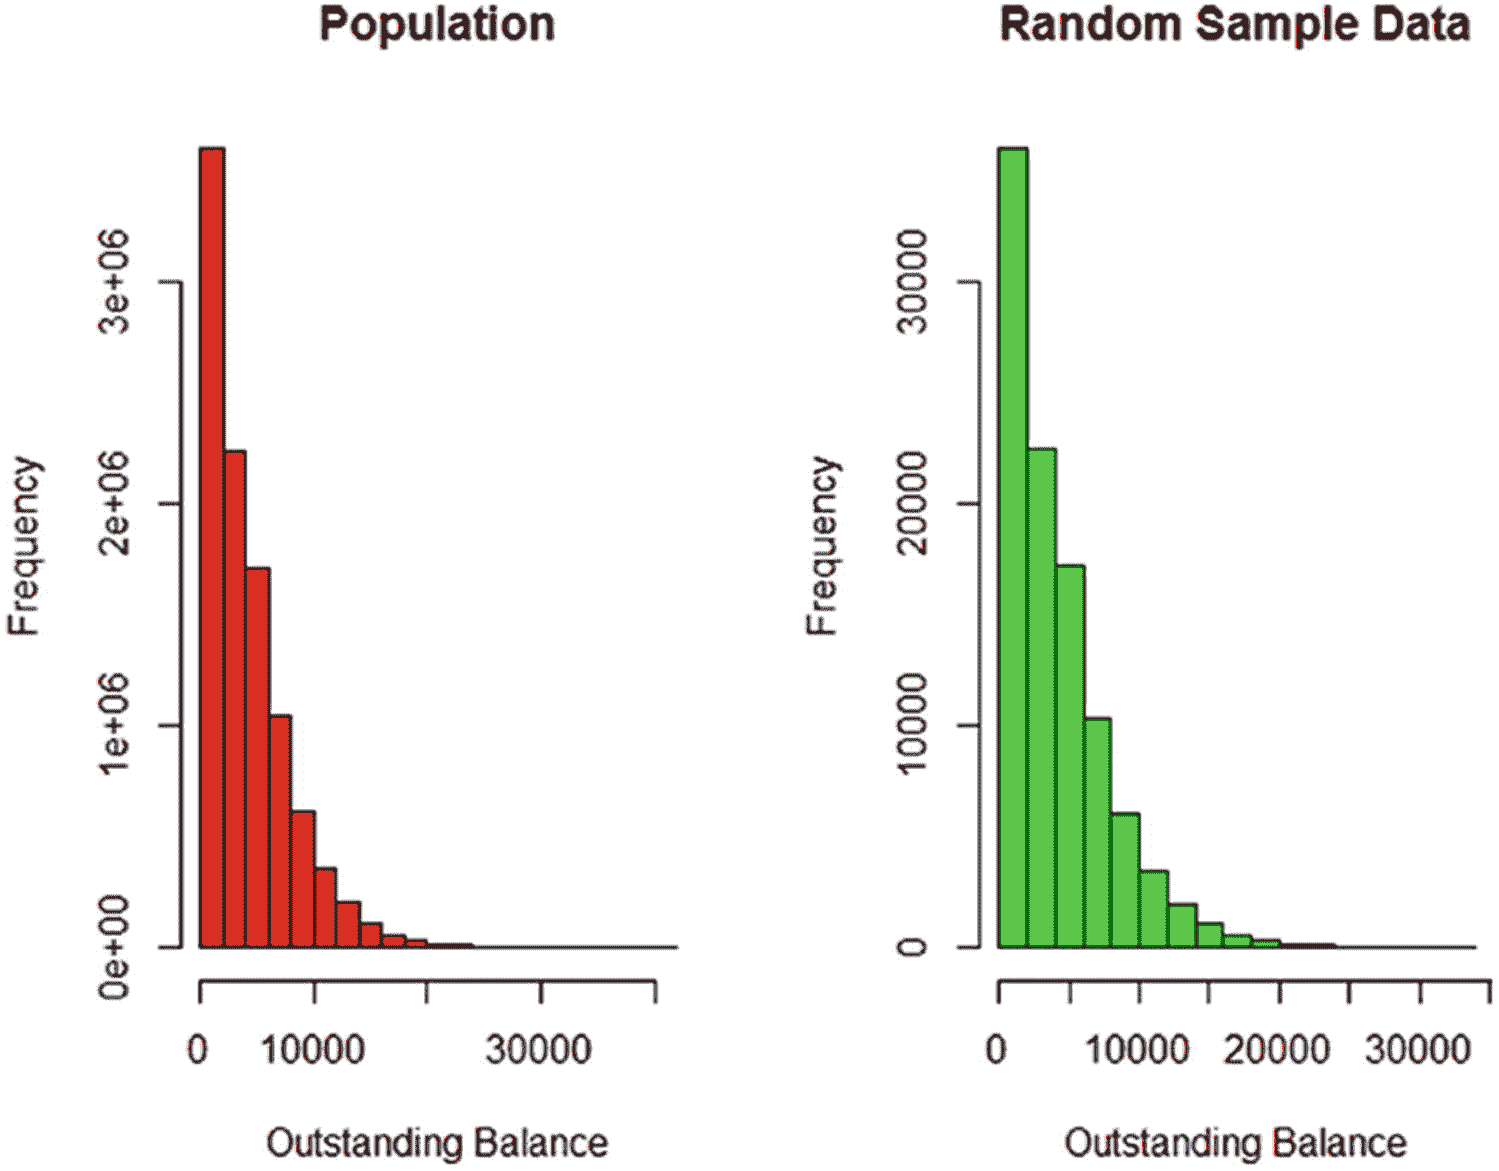 Population
Frequency
3e+06
2e+06
1e+06
0e+00
0 10000 30000
Outstanding Balance
Random Sample Data
Frequency
30000
20000
10000
0
0 10000 20000 30000
Outstanding Balance